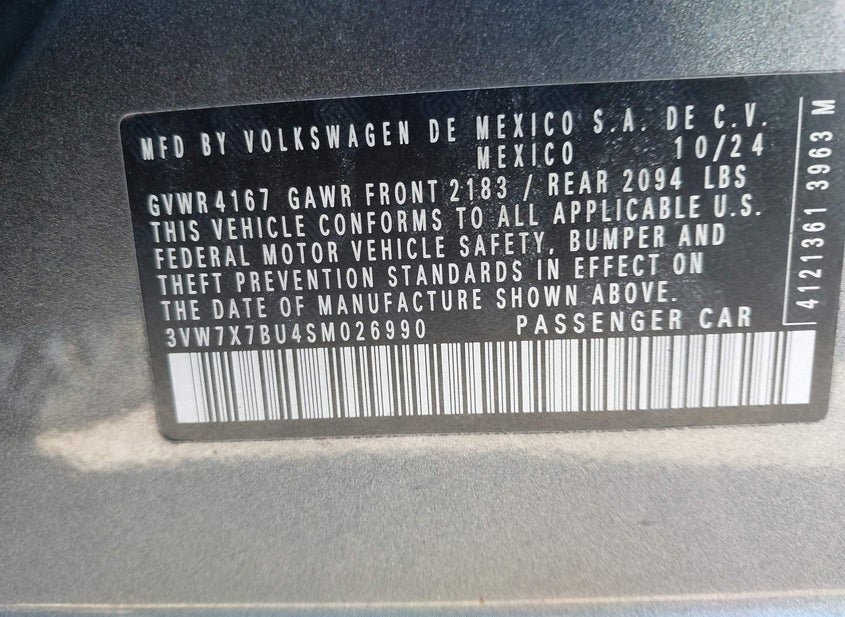 MFD BY VOLKSWAGEN DE MEXICO S.A. DE C.V.
MEXICO 10/24
GVWR 4167 GAWR FRONT 2183 / REAR 2094 LBS
THIS VEHICLE CONFORMS TO ALL APPLICABLE U.S.
FEDERAL MOTOR VEHICLE SAFETY, BUMPER AND
THEFT PREVENTION STANDARDS IN EFFECT ON
THE DATE OF MANUFACTURE SHOWN ABOVE.
3VW7X7BU4SM026990 PASSENGER CAR
4121361 3963 M